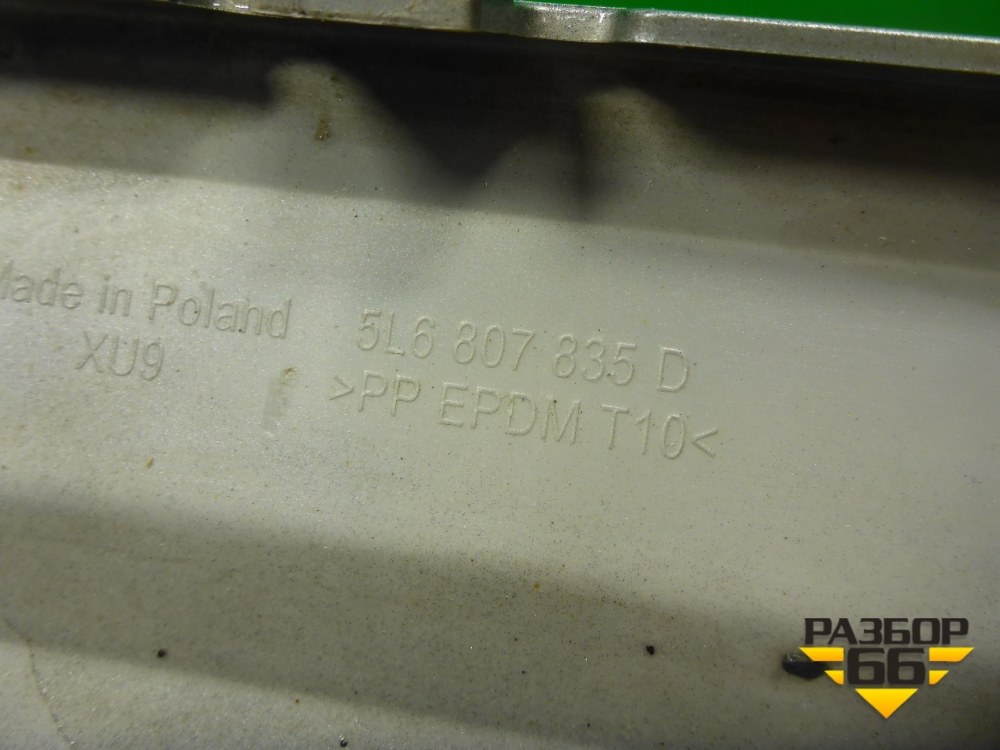 Made in Poland
XU9
5L6 807 835 D
>PP EPDM T10<
РАЗБОР
66